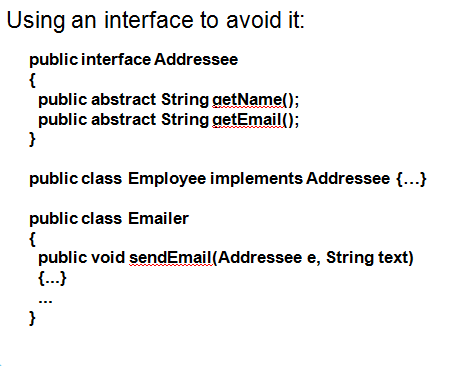 Using an interface to avoid it:
public interface Addressee
{
public abstract String getName();
public abstract String getEmail();
}
public class Employee implements Addressee {...}
public class Emailer
{
public void sendEmail(Addressee e, String text)
{...}
...
}